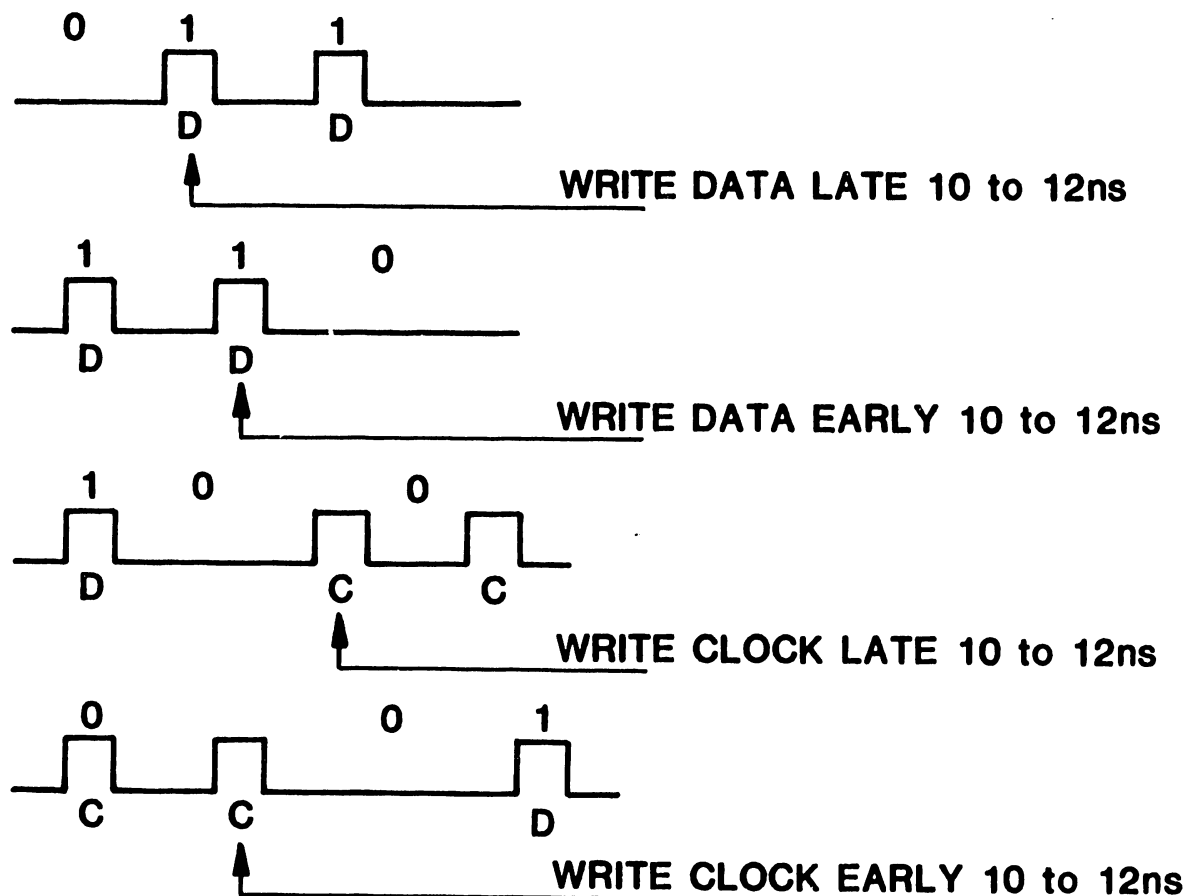 0 1 1
D D
WRITE DATA LATE 10 to 12ns
1 1 0
D D
WRITE DATA EARLY 10 to 12ns
1 0 0
D C C
WRITE CLOCK LATE 10 to 12ns
0 0 1
C C D
WRITE CLOCK EARLY 10 to 12ns